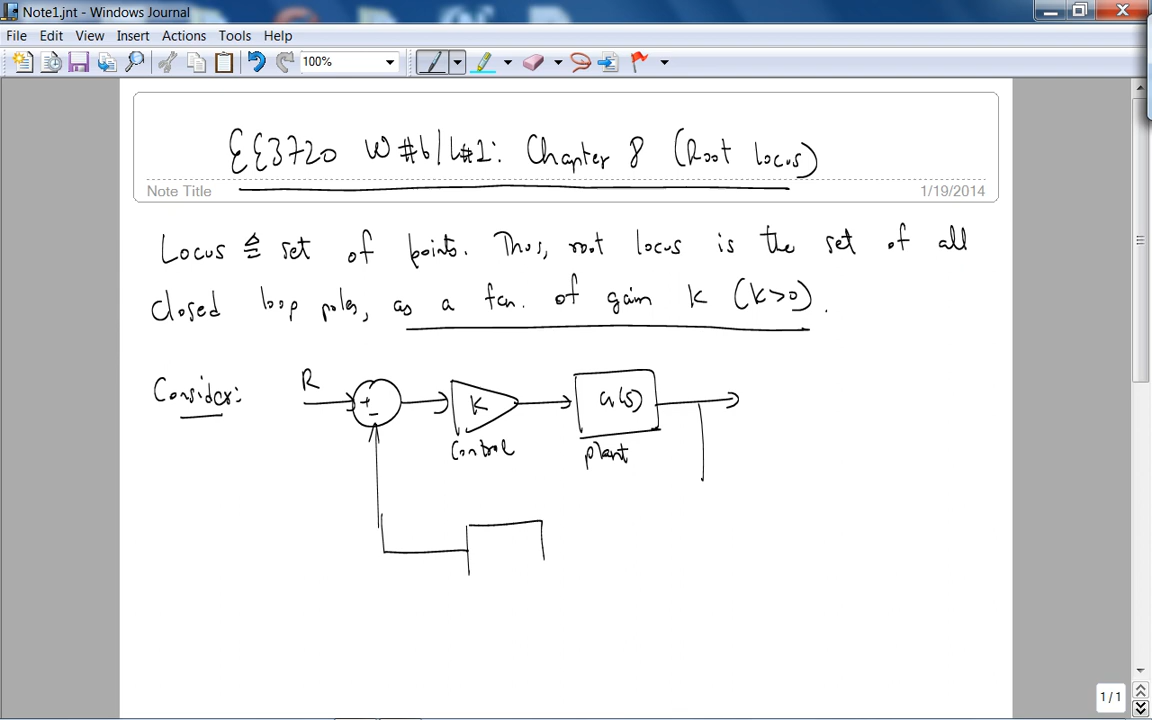 Note1.jnt - Windows Journal
File Edit View Insert Actions Tools Help
100%
EE3720 W#6/L#1: Chapter 8 (Root locus)
Note Title
1/19/2014
Locus ≜ set of points. Thus, root locus is the set of all
closed loop poles, as a fcn. of gain K (K>0).
Consider:
R
+
-
K
G(s)
Control
plant
1/1